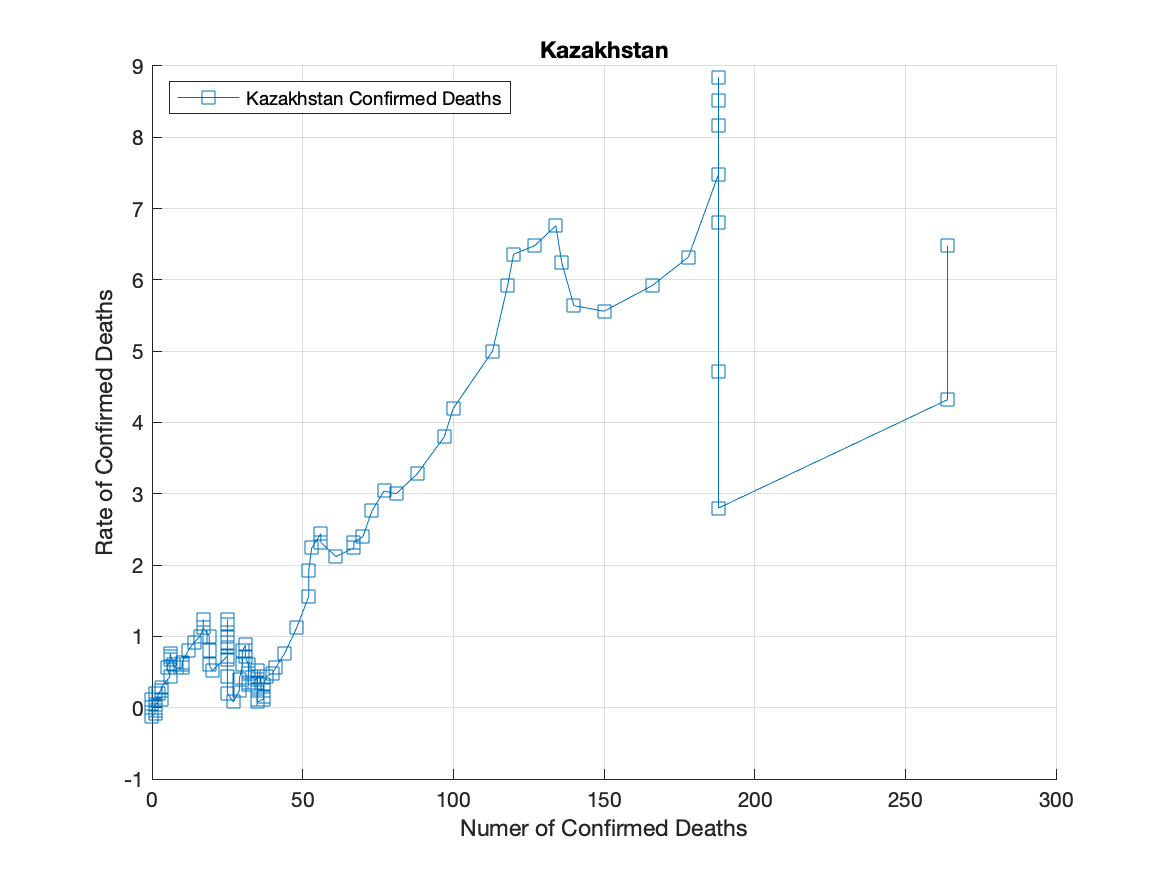 Kazakhstan
Kazakhstan Confirmed Deaths
9
8
7
6
5
4
3
2
1
0
-1
Rate of Confirmed Deaths
0 50 100 150 200 250 300
Numer of Confirmed Deaths